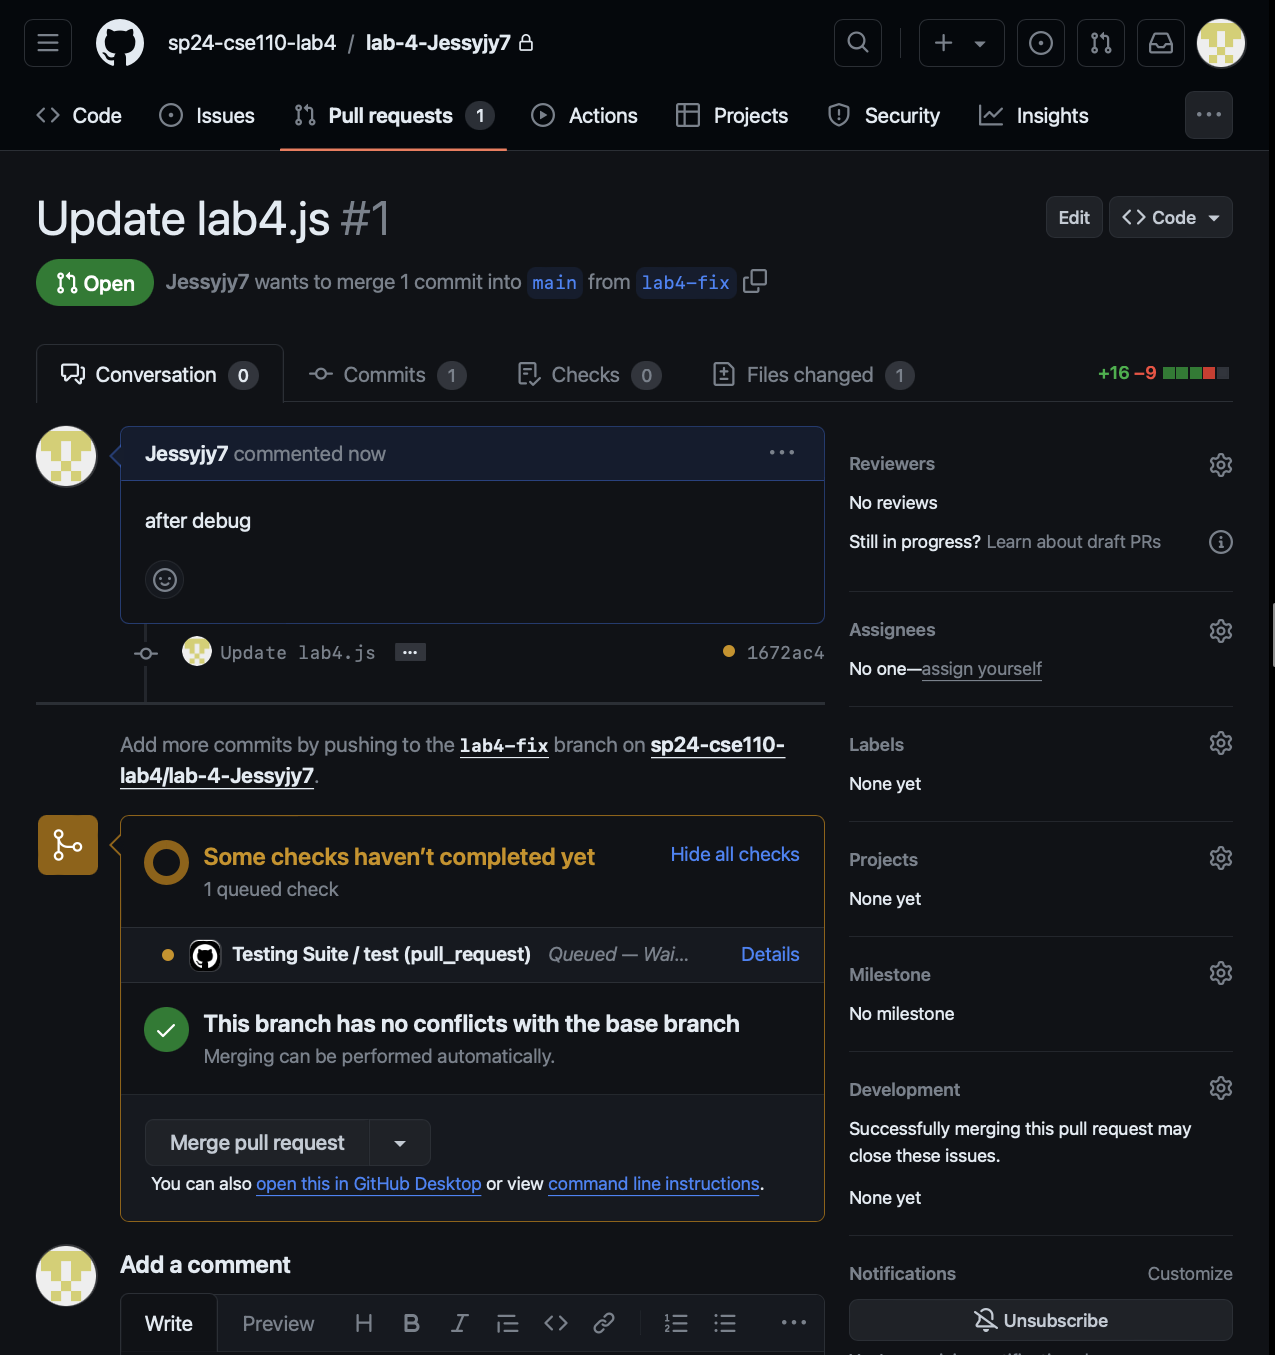 sp24-cse110-lab4 / lab-4-Jessyjy7
Code Issues Pull requests 1 Actions Projects Security Insights
Update lab4.js #1
Edit Code
Open Jessyjy7 wants to merge 1 commit into main from lab4-fix
Conversation 0 Commits 1 Checks 0 Files changed 1 +16 −9
Jessyjy7 commented now
after debug
Update lab4.js 1672ac4
Add more commits by pushing to the lab4-fix branch on sp24-cse110-
lab4/lab-4-Jessyjy7.
Some checks haven't completed yet Hide all checks
1 queued check
Testing Suite / test (pull_request) Queued — Wai... Details
This branch has no conflicts with the base branch
Merging can be performed automatically.
Merge pull request
You can also open this in GitHub Desktop or view command line instructions.
Add a comment
Write Preview
Reviewers
No reviews
Still in progress? Learn about draft PRs
Assignees
No one—assign yourself
Labels
None yet
Projects
None yet
Milestone
No milestone
Development
Successfully merging this pull request may
close these issues.
None yet
Notifications Customize
Unsubscribe